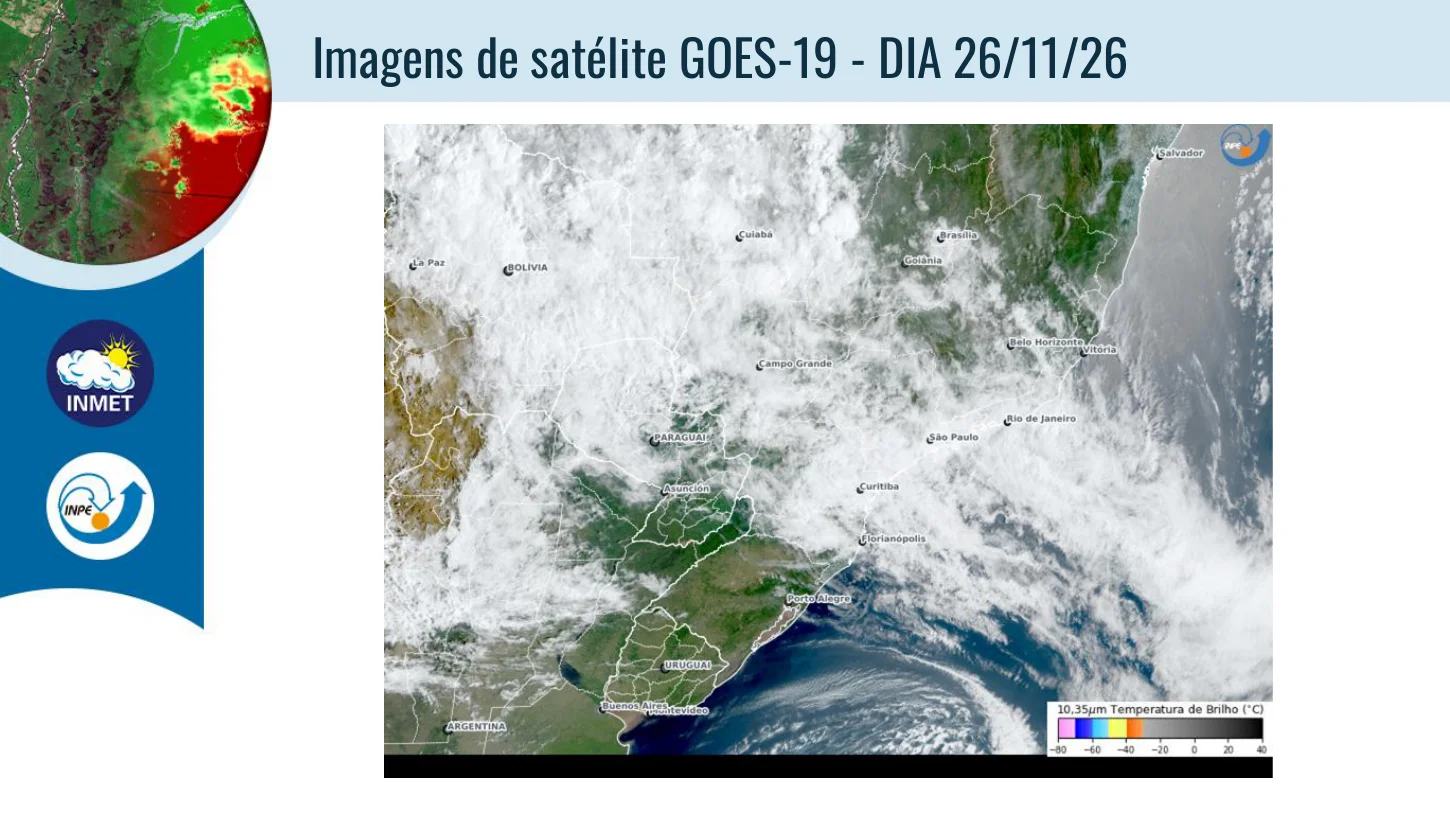 Imagens de satélite GOES-19 - DIA 26/11/26
INPE
Salvador
Cuiabá
Brasília
La Paz
BOLÍVIA
Goiânia
INMET
Belo Horizonte
Vitória
Campo Grande
Rio de Janeiro
PARAGUAI
São Paulo
Asunción
Curitiba
INPE
Florianópolis
Porto Alegre
URUGUAI
Buenos Aires
Montevideo
ARGENTINA
10,35µm Temperatura de Brilho (°C)
−80 −60 −40 −20 0 20 40